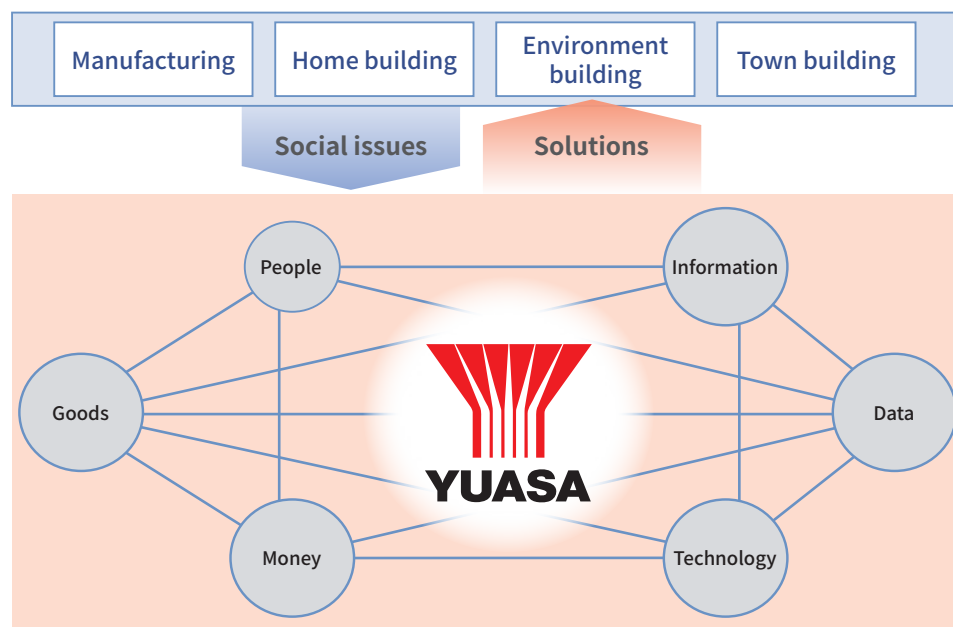 Manufacturing
Home building
Environment
building
Town building
Social issues
Solutions
People
Information
Goods
Data
YUASA
Money
Technology